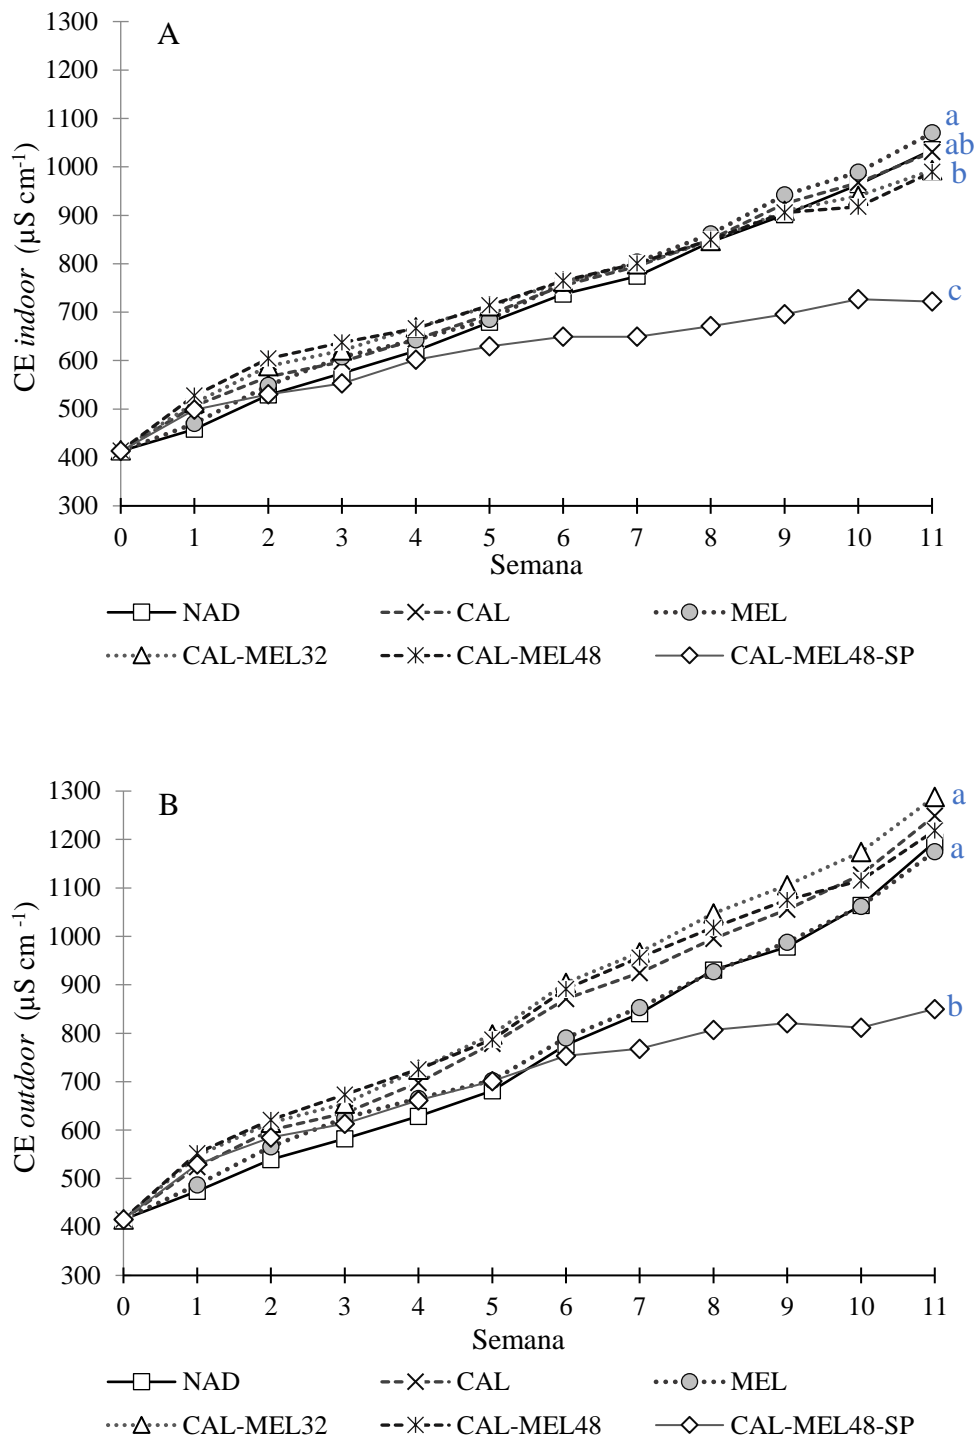 A
1300
1200
1100
1000
900
800
700
600
500
400
300
CE indoor (µS cm-1)
a
ab
b
c
0 1 2 3 4 5 6 7 8 9 10 11
Semana
NAD CAL MEL
CAL-MEL32 CAL-MEL48 CAL-MEL48-SP
B
1300
1200
1100
1000
900
800
700
600
500
400
300
CE outdoor (µS cm -1)
a
a
b
0 1 2 3 4 5 6 7 8 9 10 11
Semana
NAD CAL MEL
CAL-MEL32 CAL-MEL48 CAL-MEL48-SP